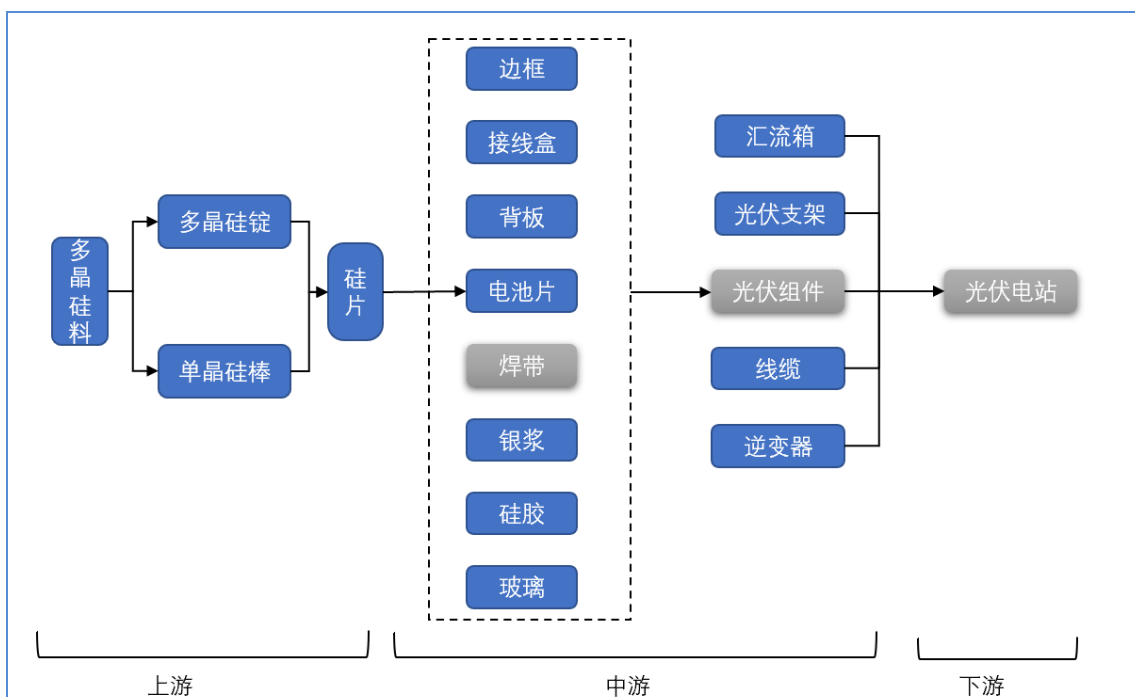 多晶硅料
多晶硅锭
单晶硅棒
硅片
边框
接线盒
背板
电池片
焊带
银浆
硅胶
玻璃
汇流箱
光伏支架
光伏组件
线缆
逆变器
光伏电站
上游
中游
下游